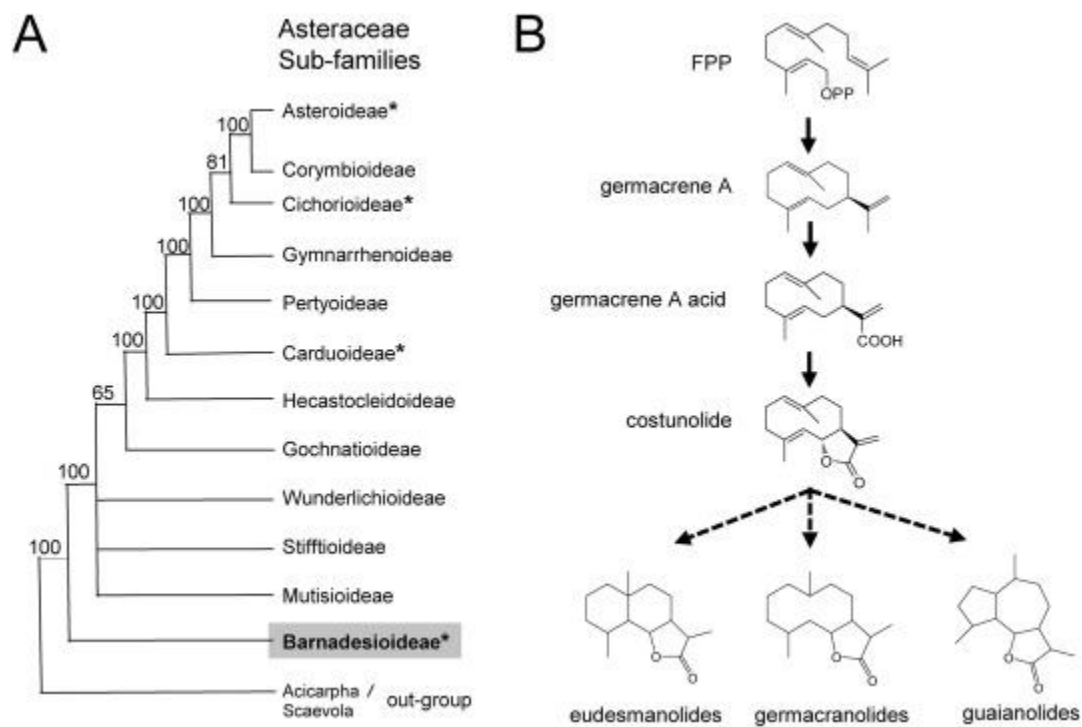 A
Asteraceae
Sub-families
100
Asteroideae*
Corymbioideae
81
Cichorioideae*
100
Gymnarrhenoideae
100
Pertyoideae
100
Carduoideae*
100
Hecastocleidoideae
65
Gochnatioideae
100
Wunderlichioideae
Stifftioideae
Mutisioideae
100
Barnadesioideae*
Acicarpha /
Scaevola
out-group
B
FPP
OPP
germacrene A
germacrene A acid
COOH
costunolide
O
O
O
O
O
O
O
O
eudesmanolides
germacranolides
guaianolides